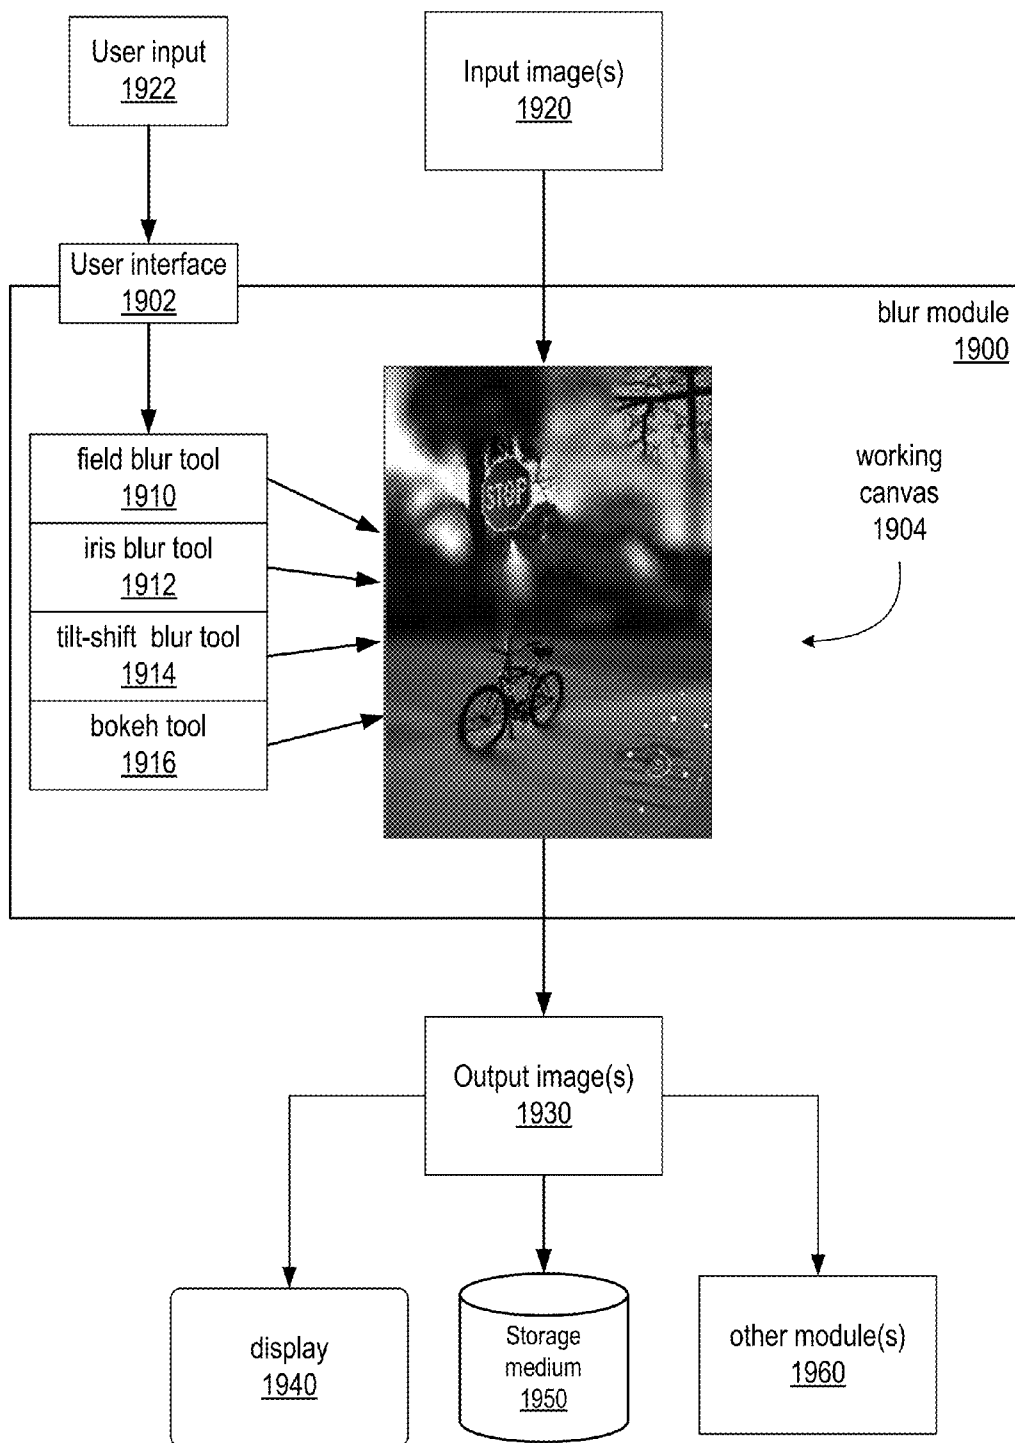 User input
1922
Input image(s)
1920
User interface
1902
blur module
1900
field blur tool
1910
iris blur tool
1912
tilt-shift blur tool
1914
bokeh tool
1916
STOP
working
canvas
1904
Output image(s)
1930
display
1940
Storage
medium
1950
other module(s)
1960